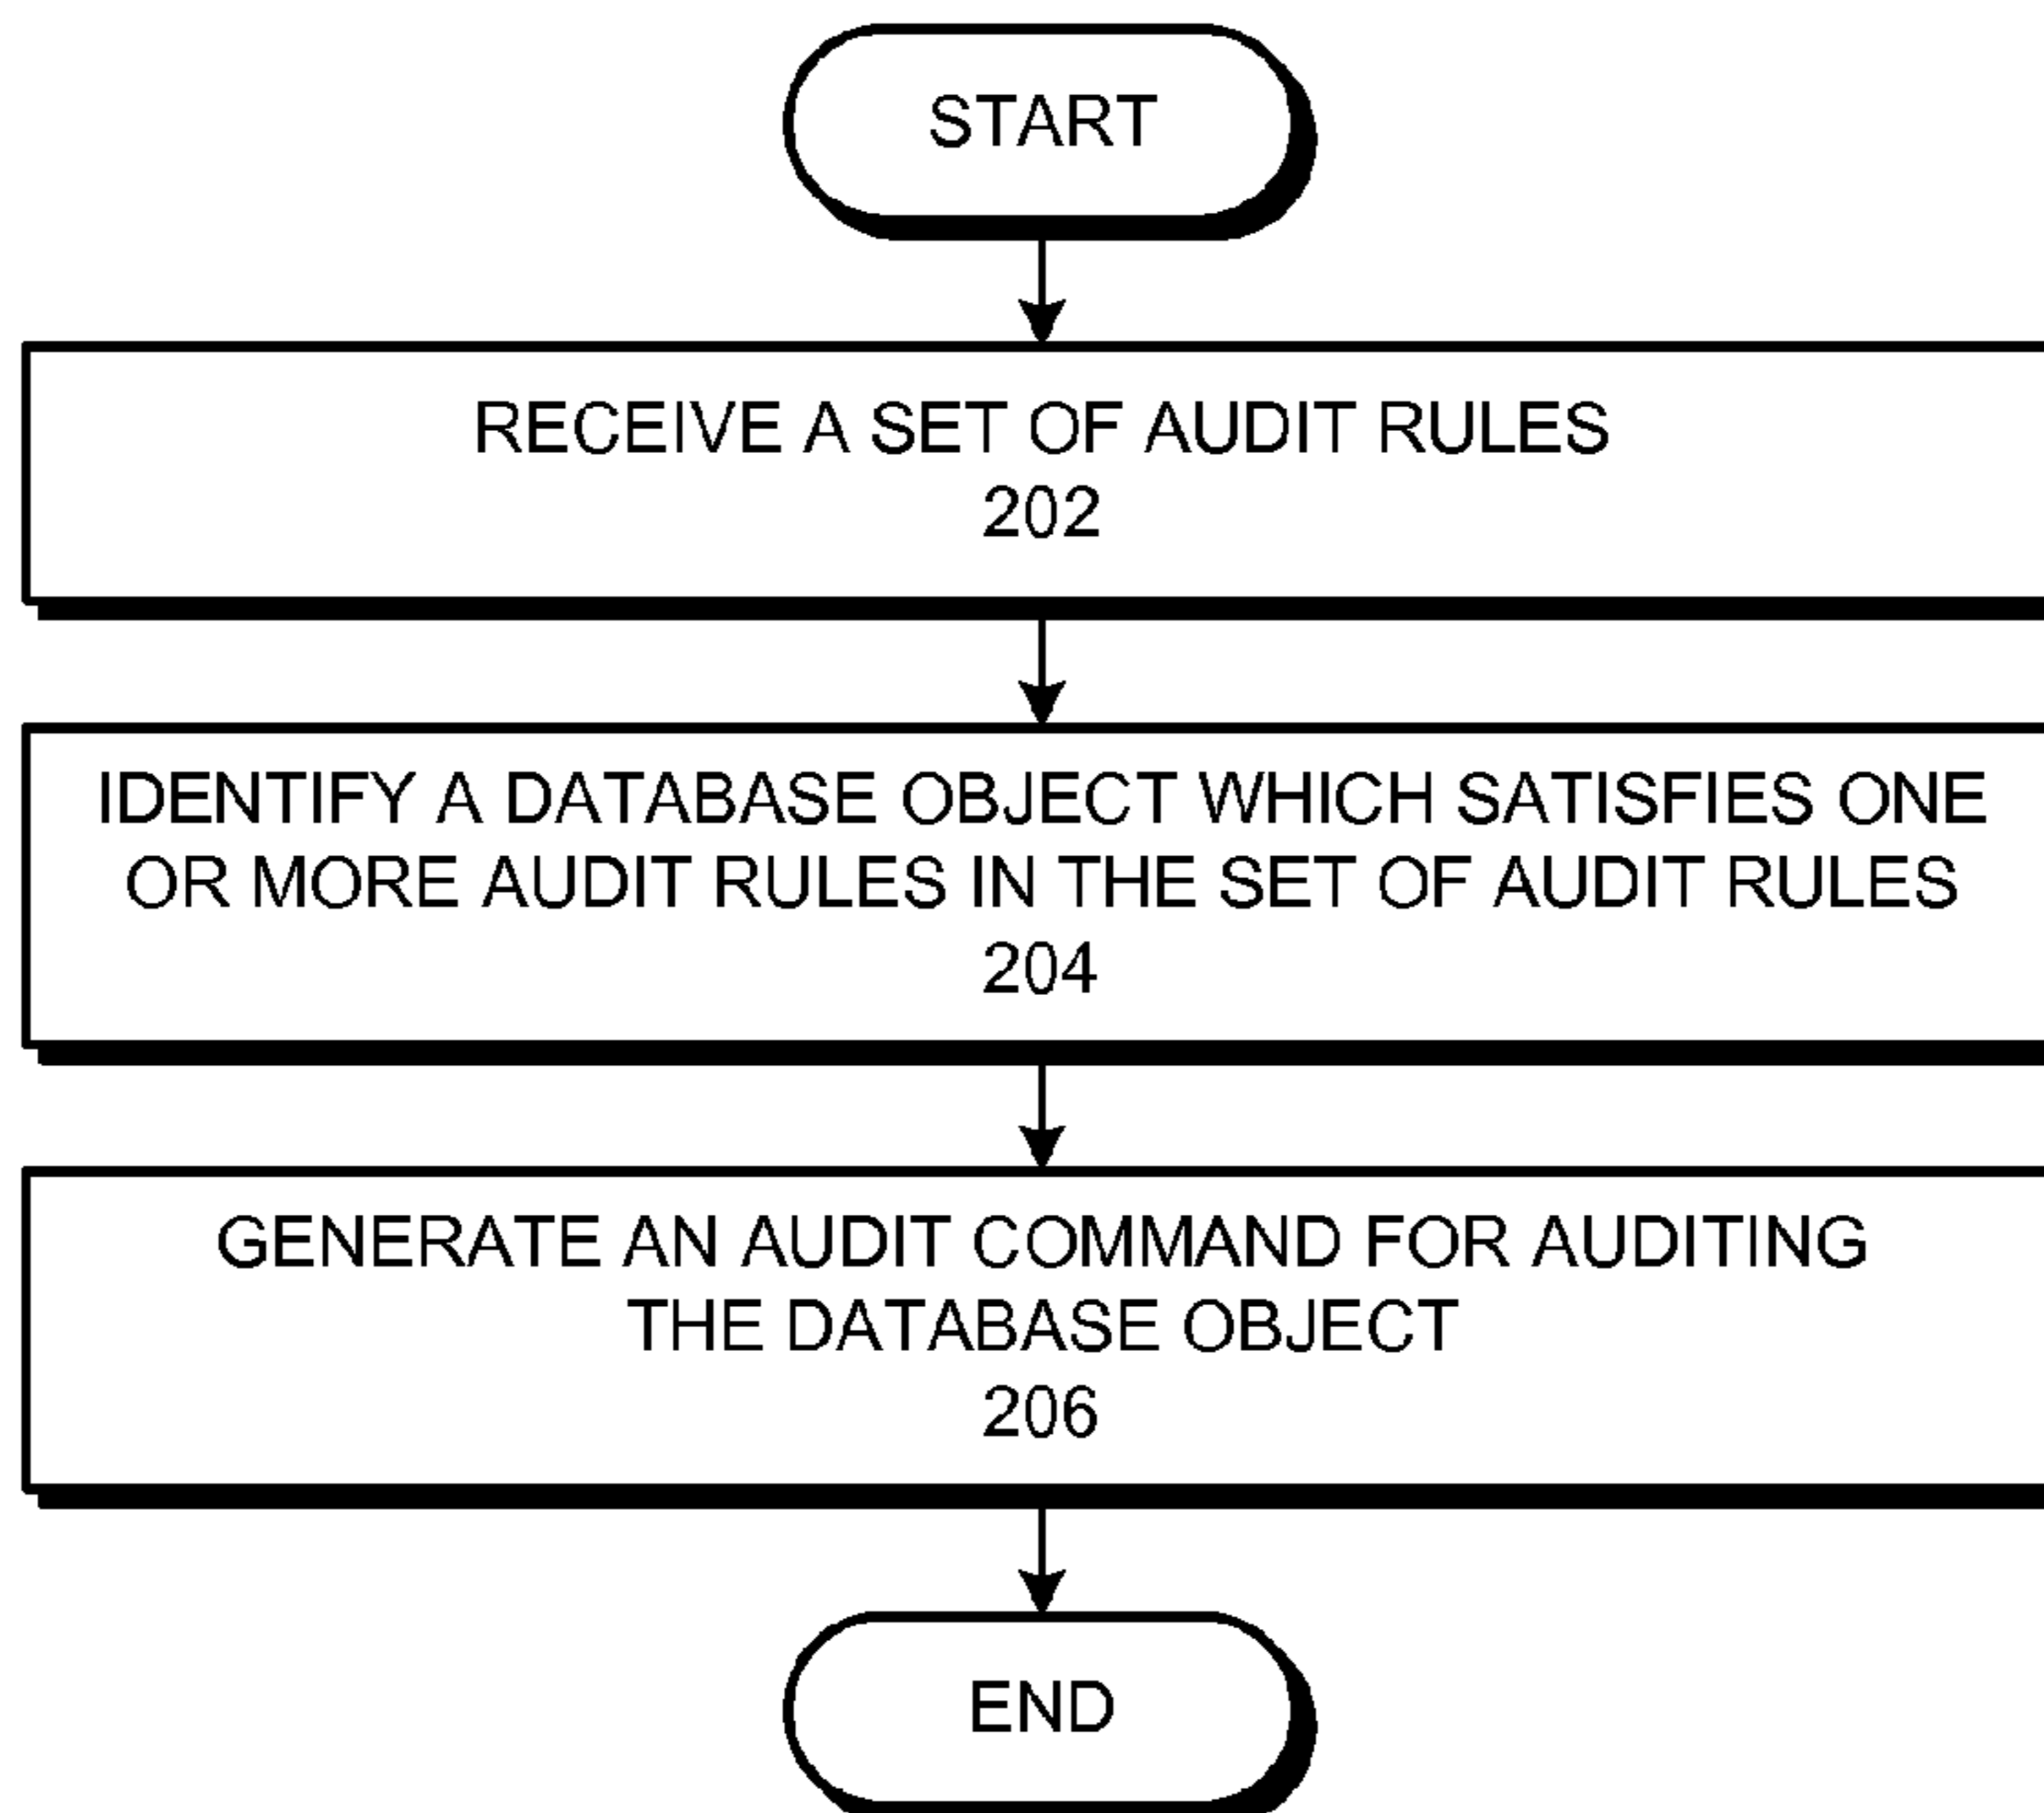 START
RECEIVE A SET OF AUDIT RULES
202
IDENTIFY A DATABASE OBJECT WHICH SATISFIES ONE
OR MORE AUDIT RULES IN THE SET OF AUDIT RULES
204
GENERATE AN AUDIT COMMAND FOR AUDITING
THE DATABASE OBJECT
206
END